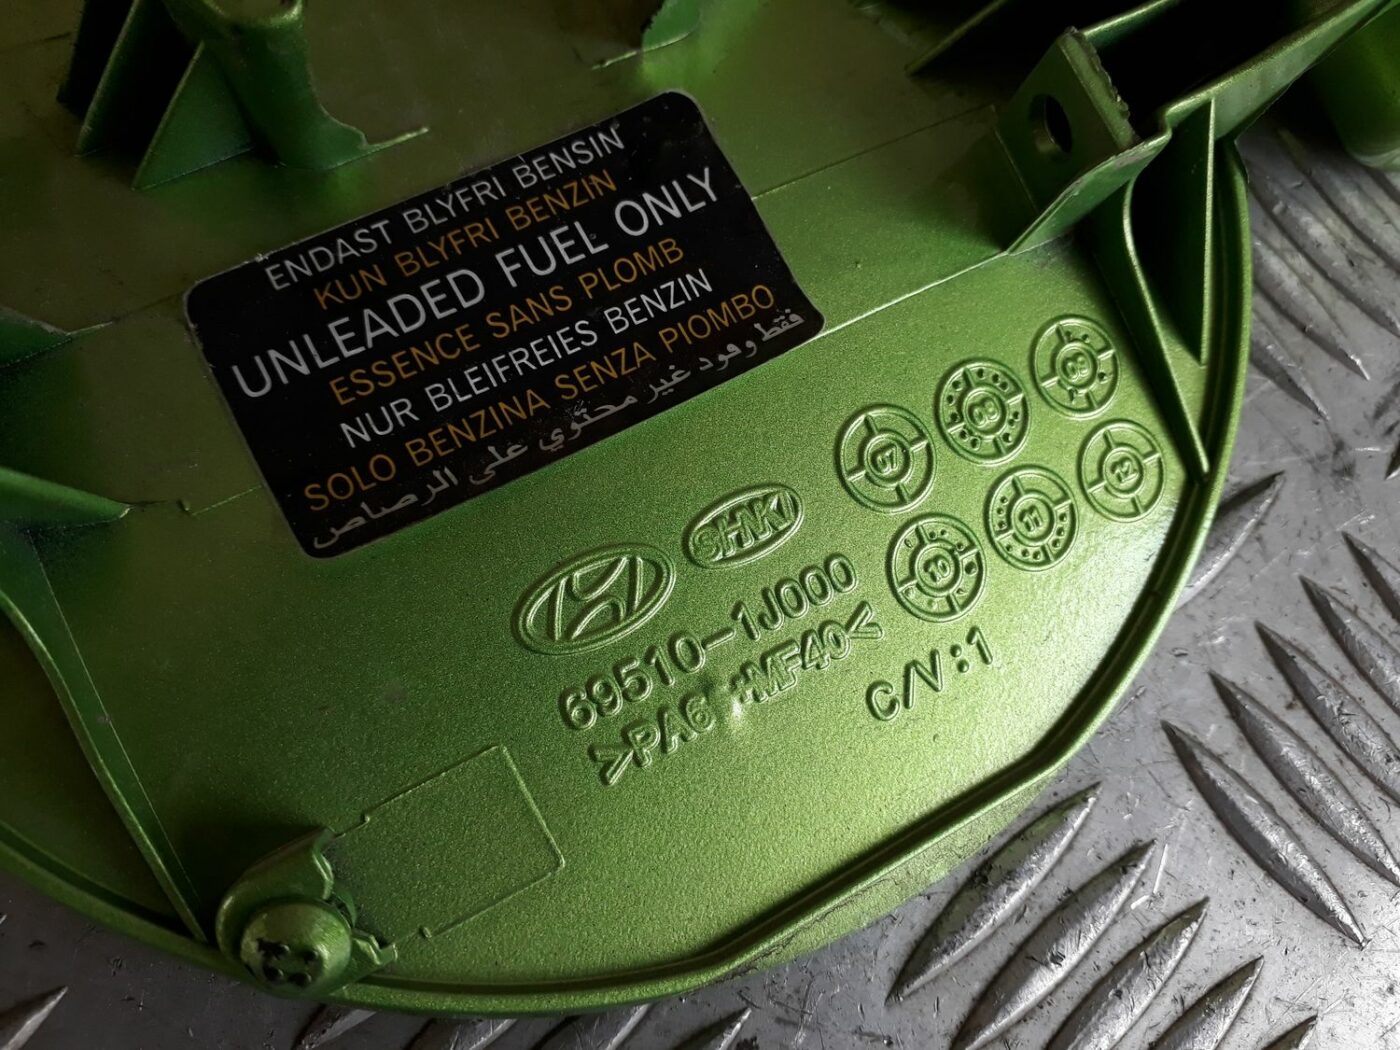 ENDAST BLYFRI BENSIN
KUN BLYFRI BENZIN
UNLEADED FUEL ONLY
ESSENCE SANS PLOMB
NUR BLEIFREIES BENZIN
SOLO BENZINA SENZA PIOMBO
فقط وقود غير محتوي على الرصاص
SHNKI
69510-1J000
>PA6 *MF40<
C/V:1
07
09
08
10
11
12